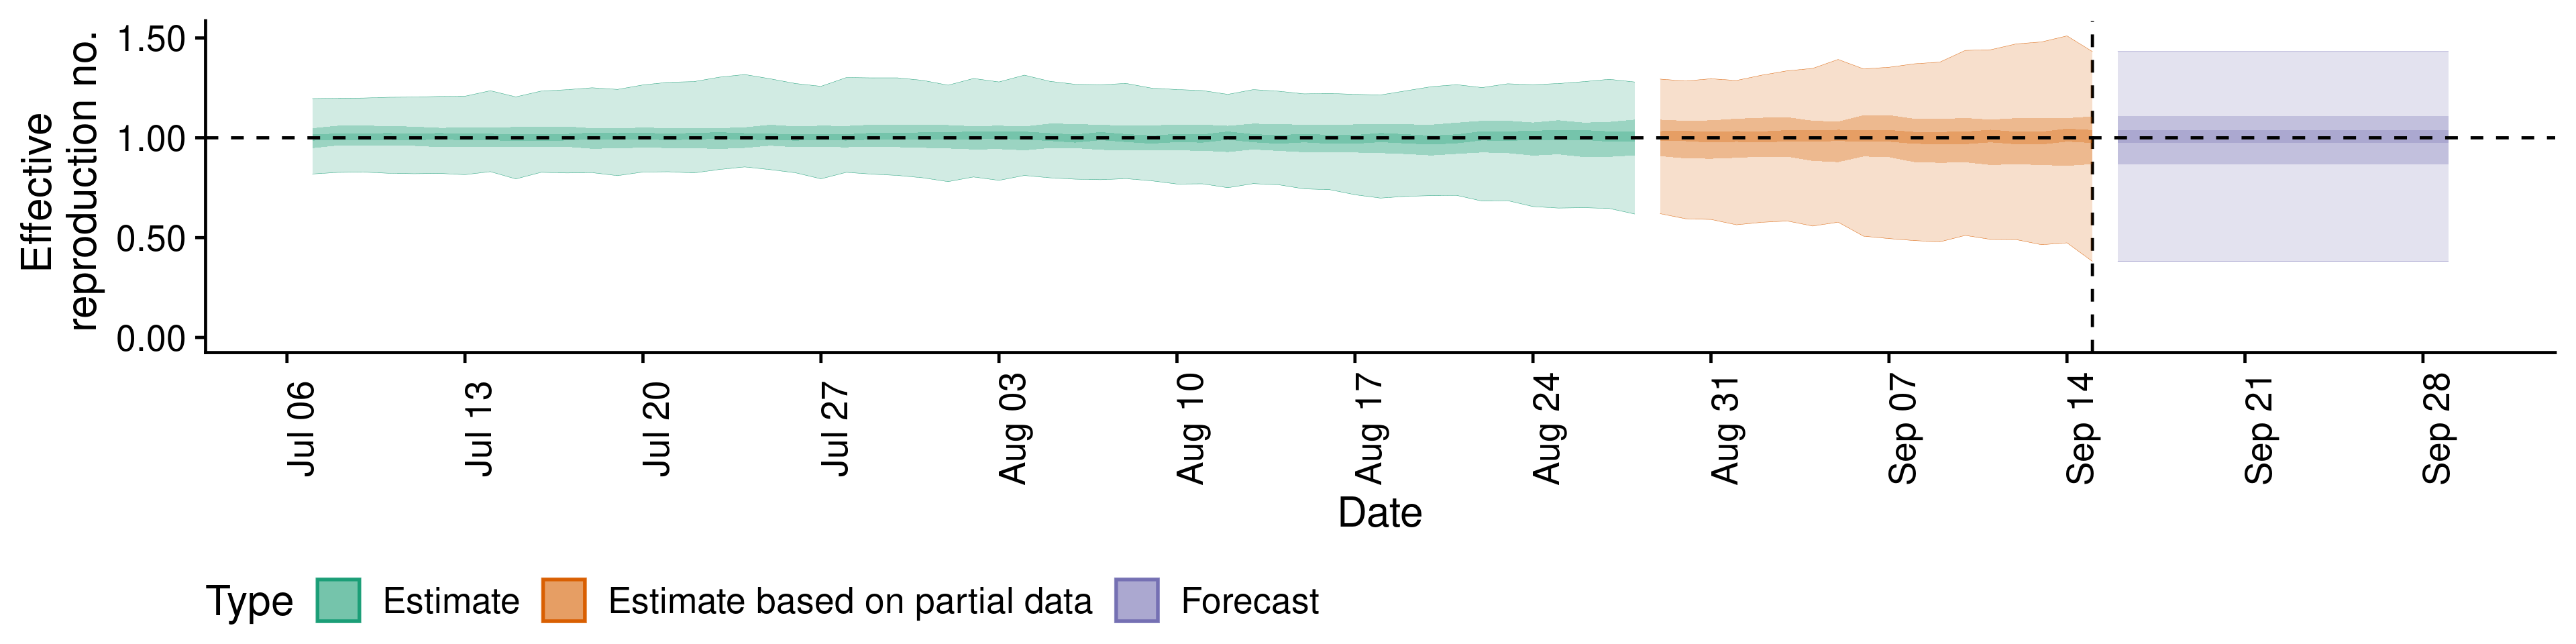 Effective
reproduction no.
1.50
1.00
0.50
0.00
Jul 06
Jul 13
Jul 20
Jul 27
Aug 03
Aug 10
Aug 17
Aug 24
Aug 31
Sep 07
Sep 14
Sep 21
Sep 28
Date
Type Estimate Estimate based on partial data Forecast